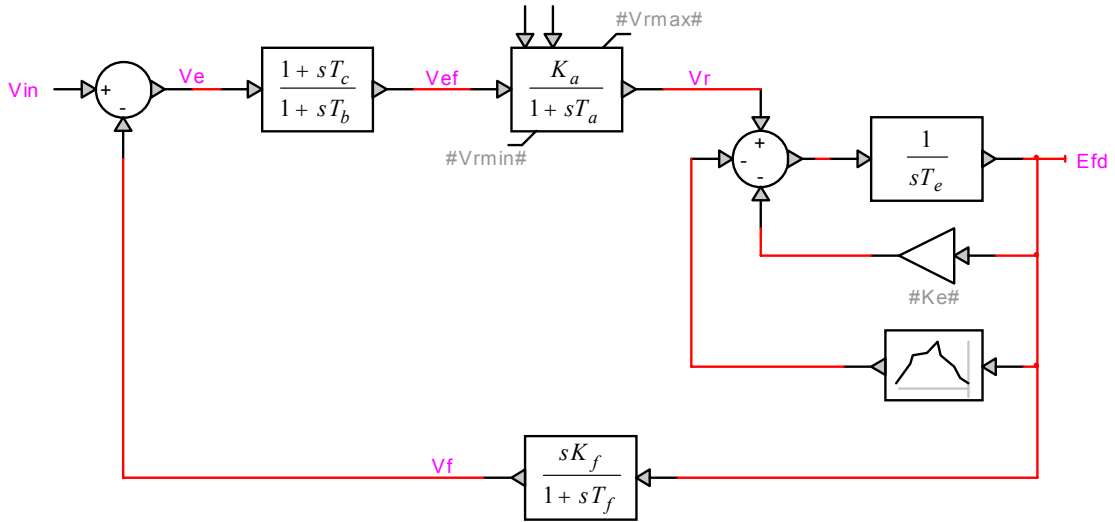 #Vrmax#
Vin
+
-
Ve
1 + sT_c
1 + sT_b
Vef
K_a
1 + sT_a
#Vrmin#
Vr
+
-
-
1
sT_e
Efd
#Ke#
Vf
sK_f
1 + sT_f